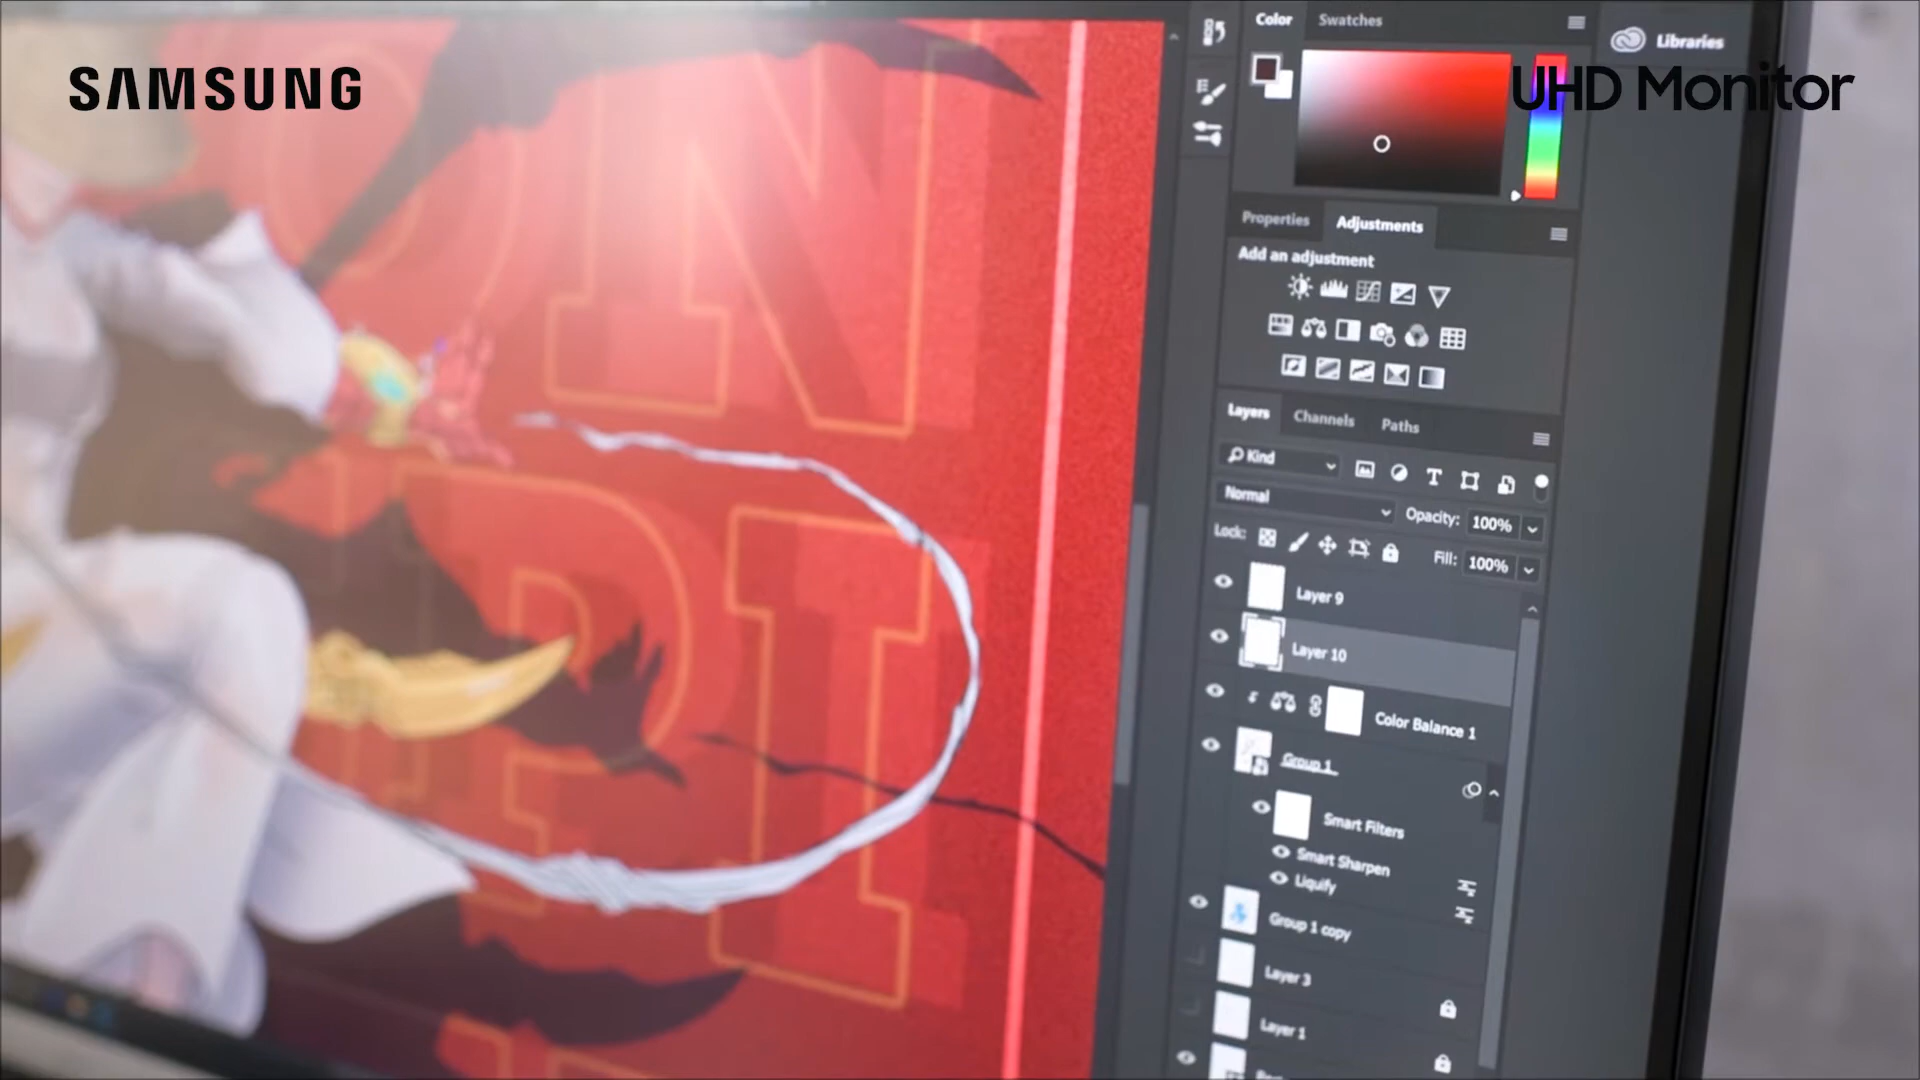 SAMSUNG
UHD Monitor
Color
Swatches
Libraries
Properties
Adjustments
Add an adjustment
Layers
Channels
Paths
Kind
Normal
Opacity: 100%
Lock:
Fill: 100%
Layer 9
Layer 10
Color Balance 1
Group 1
Smart Filters
Smart Sharpen
Liquify
Group 1 copy
Layer 3
Layer 1